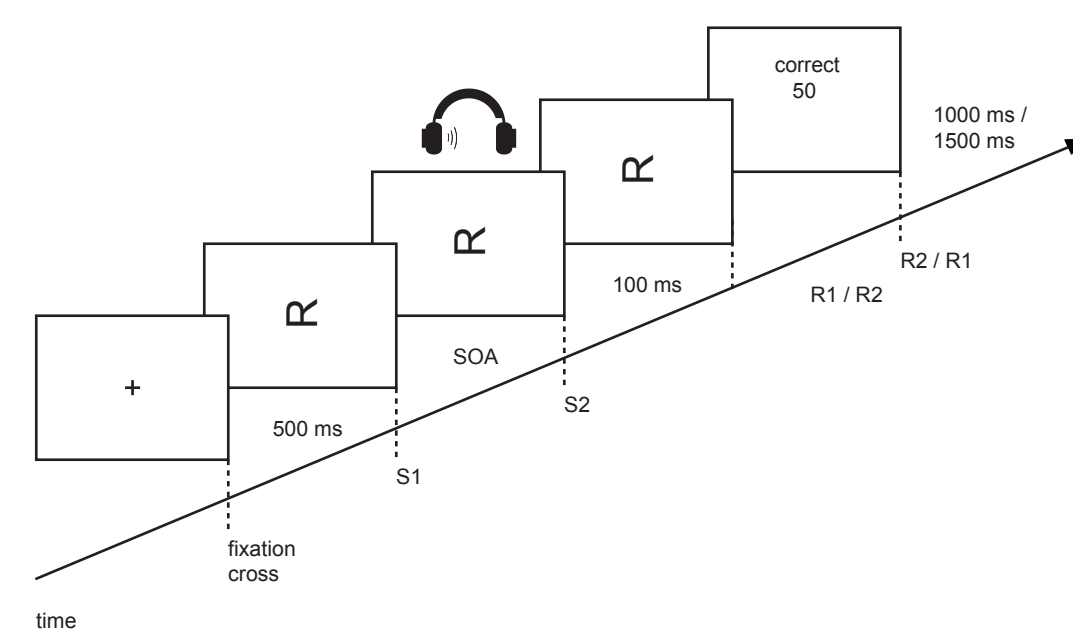 correct
50
1000 ms /
1500 ms
R
R
R
+
100 ms
R1 / R2
R2 / R1
SOA
S2
500 ms
S1
fixation
cross
time